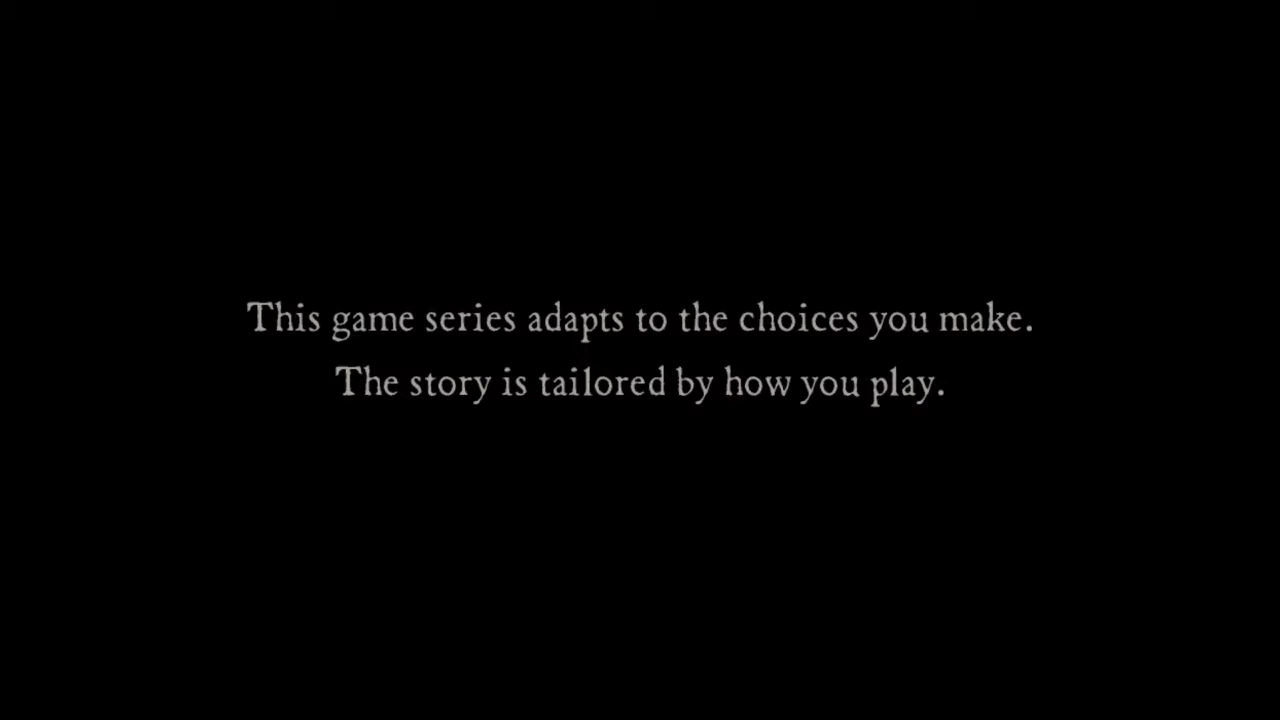 This game series adapts to the choices you make.
The story is tailored by how you play.